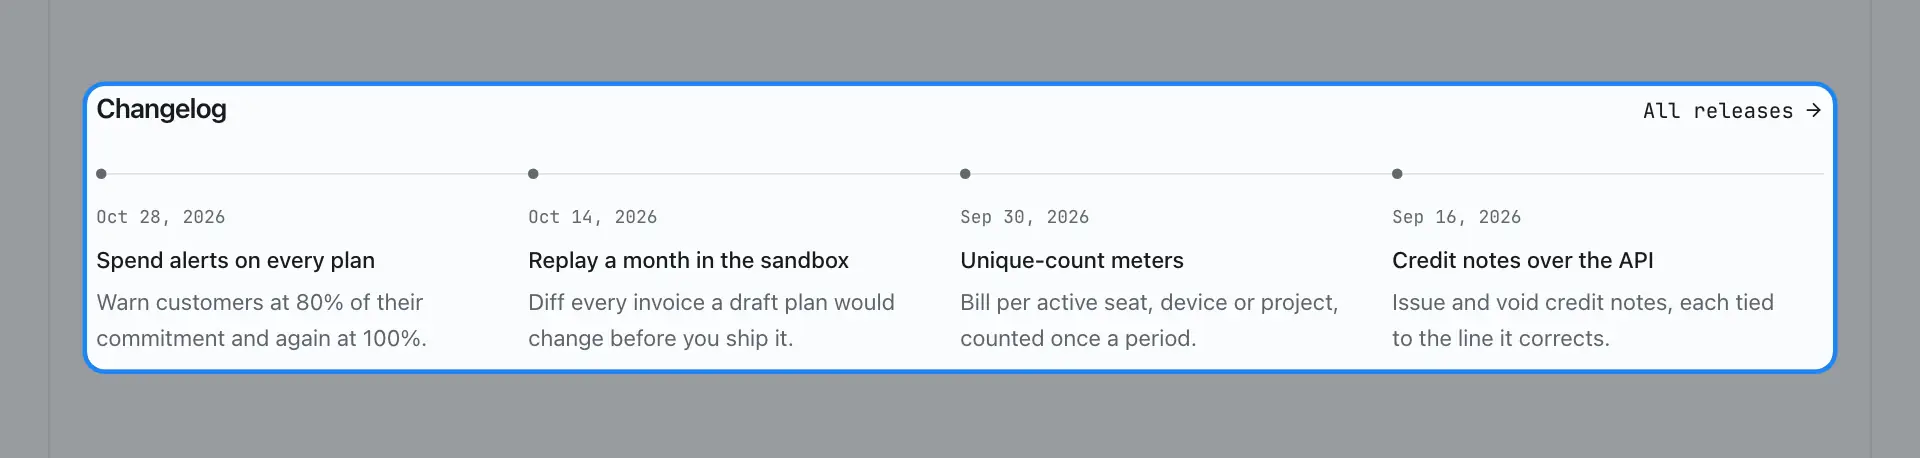 Changelog
All releases →
Oct 28, 2026
Spend alerts on every plan
Warn customers at 80% of their
commitment and again at 100%.
Oct 14, 2026
Replay a month in the sandbox
Diff every invoice a draft plan would
change before you ship it.
Sep 30, 2026
Unique-count meters
Bill per active seat, device or project,
counted once a period.
Sep 16, 2026
Credit notes over the API
Issue and void credit notes, each tied
to the line it corrects.